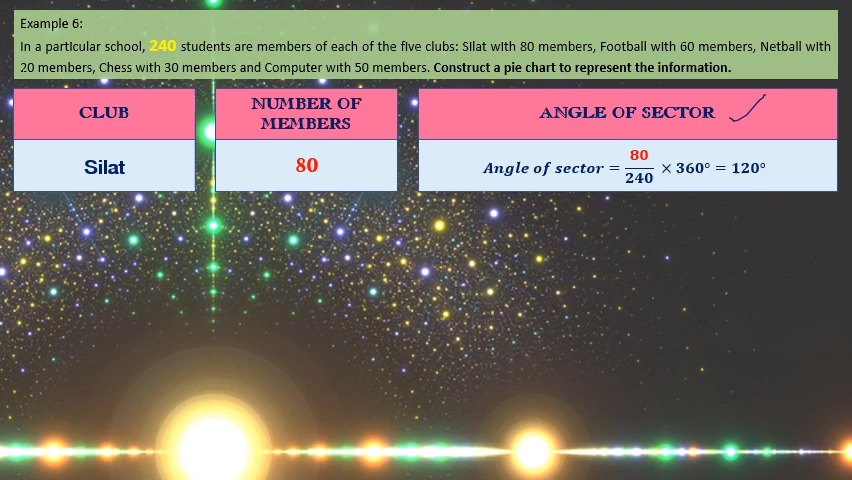 Example 6:
In a particular school, 240 students are members of each of the five clubs: Silat with 80 members, Football with 60 members, Netball with
20 members, Chess with 30 members and Computer with 50 members. Construct a pie chart to represent the information.
CLUB
NUMBER OF
MEMBERS
ANGLE OF SECTOR
Silat
80
Angle of sector = 80/240 × 360° = 120°